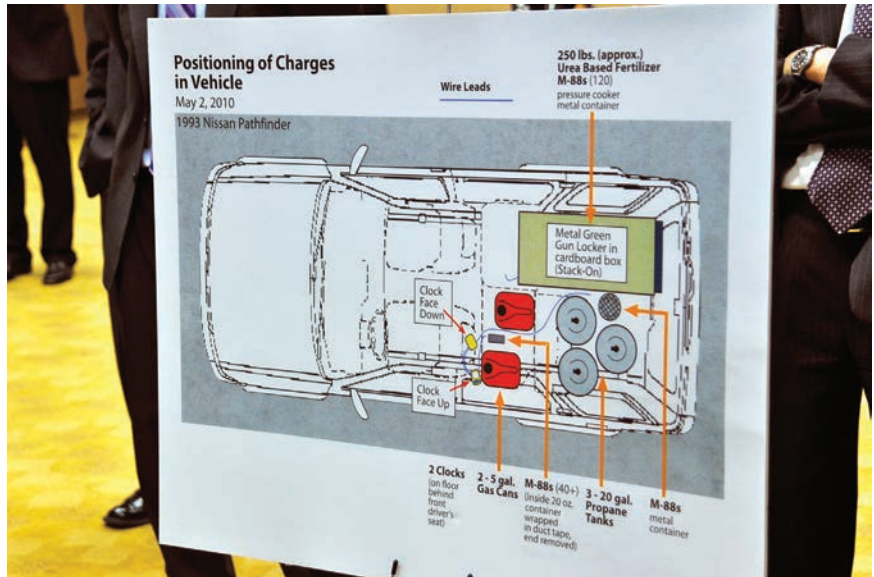 Positioning of Charges
in Vehicle
May 2, 2010
1993 Nissan Pathfinder
Wire Leads
250 lbs. (approx.)
Urea Based Fertilizer
M-88s (120)
pressure cooker
metal container
Metal Green
Gun Locker in
cardboard box
(Stack-On)
Clock
Face
Down
Clock
Face Up
2 Clocks
(on floor
behind
front
driver's
seat)
2 - 5 gal.
Gas Cans
M-88s (40+)
(inside 20 oz.
container
wrapped
in duct tape,
end removed)
3 - 20 gal.
Propane
Tanks
M-88s
metal
container